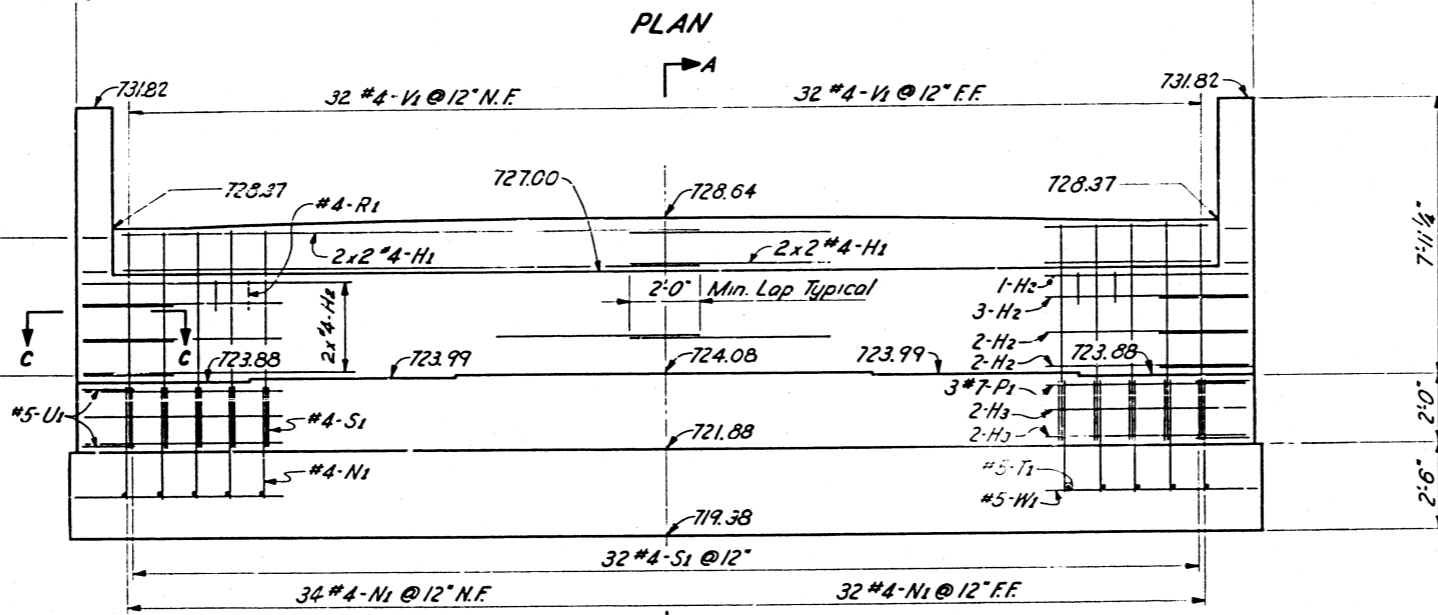 PLAN
A
731.82
32 #4-V1 @ 12" N.F.
32 #4-V1 @ 12" F.F.
731.82
728.37
#4-R1
727.00
728.64
728.37
2x2 #4-H1
2x2 #4-H1
2'-0" Min. Lap Typical
2x #4-H2
1-H2
3-H2
2-H2
2-H2
7'-11 1/4"
C
C
723.88
723.99
724.08
723.99
723.88
#5-U1
#4-S1
3 #7-P1
2-H3
2-H3
2'-0"
721.88
#4-N1
#5-T1
#5-W1
2'-6"
719.38
32 #4-S1 @ 12"
34 #4-N1 @ 12" N.F.
32 #4-N1 @ 12" F.F.